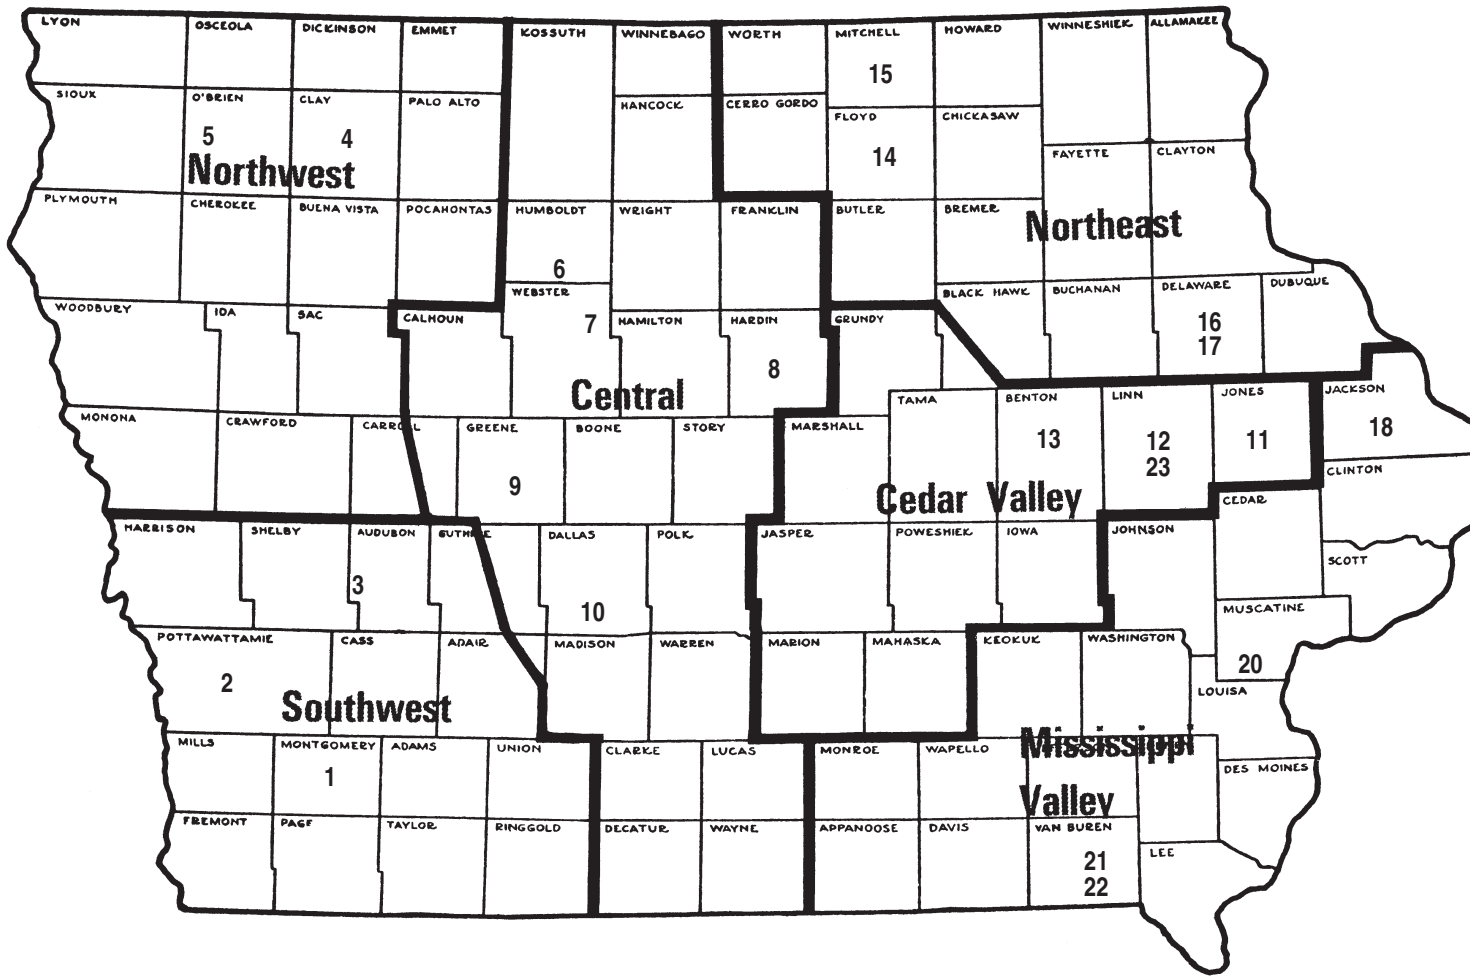 LYON
OSCEOLA
DICKINSON
EMMET
KOSSUTH
WINNEBAGO
WORTH
MITCHELL
HOWARD
WINNESHIEK
ALLAMAKEE
15
SIOUX
O'BRIEN
CLAY
PALO ALTO
HANCOCK
CERRO GORDO
FLOYD
CHICKASAW
5
4
14
FAYETTE
CLAYTON
Northwest
PLYMOUTH
CHEROKEE
BUENA VISTA
POCAHONTAS
HUMBOLDT
WRIGHT
FRANKLIN
BUTLER
BREMER
Northeast
6
WEBSTER
BLACK HAWK
BUCHANAN
DELAWARE
DUBUQUE
WOODBURY
IDA
SAC
CALHOUN
7
HAMILTON
HARDIN
GRUNDY
16
17
8
Central
TAMA
BENTON
LINN
JONES
JACKSON
MONONA
CRAWFORD
CARROLL
GREENE
BOONE
STORY
MARSHALL
13
12
11
18
23
CLINTON
9
Cedar Valley
CEDAR
HARRISON
SHELBY
AUDUBON
GUTHRIE
DALLAS
POLK
JASPER
POWESHIEK
IOWA
JOHNSON
SCOTT
3
10
MUSCATINE
POTTAWATTAMIE
CASS
ADAIR
MADISON
WARREN
MARION
MAHASKA
KEOKUK
WASHINGTON
2
20
LOUISA
Southwest
MILLS
MONTGOMERY
ADAMS
UNION
CLARKE
LUCAS
MONROE
WAPELLO
Mississippi
Valley
1
DES MOINES
FREMONT
PAGE
TAYLOR
RINGGOLD
DECATUR
WAYNE
APPANOOSE
DAVIS
VAN BUREN
LEE
21
22